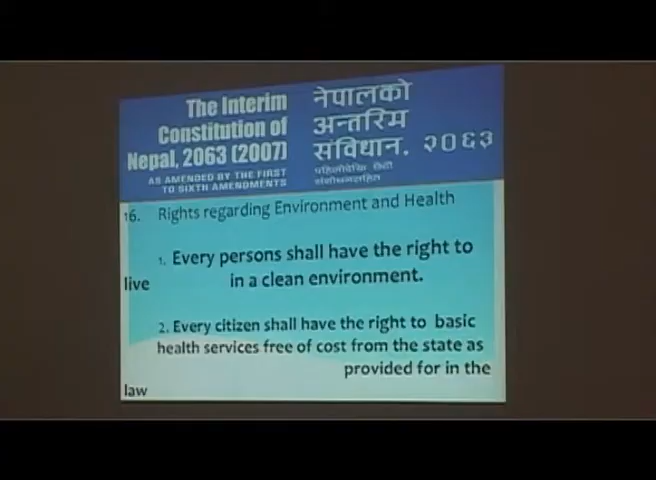 The Interim
Constitution of
Nepal, 2063 (2007)
AS AMENDED BY THE FIRST
TO SIXTH AMENDMENTS
नेपालको
अन्तरिम
संविधान. २०६३
पहिलोदेखि छैठौं
संशोधनसहित
16. Rights regarding Environment and Health
1. Every persons shall have the right to
live in a clean environment.
2. Every citizen shall have the right to basic
health services free of cost from the state as
provided for in the
law